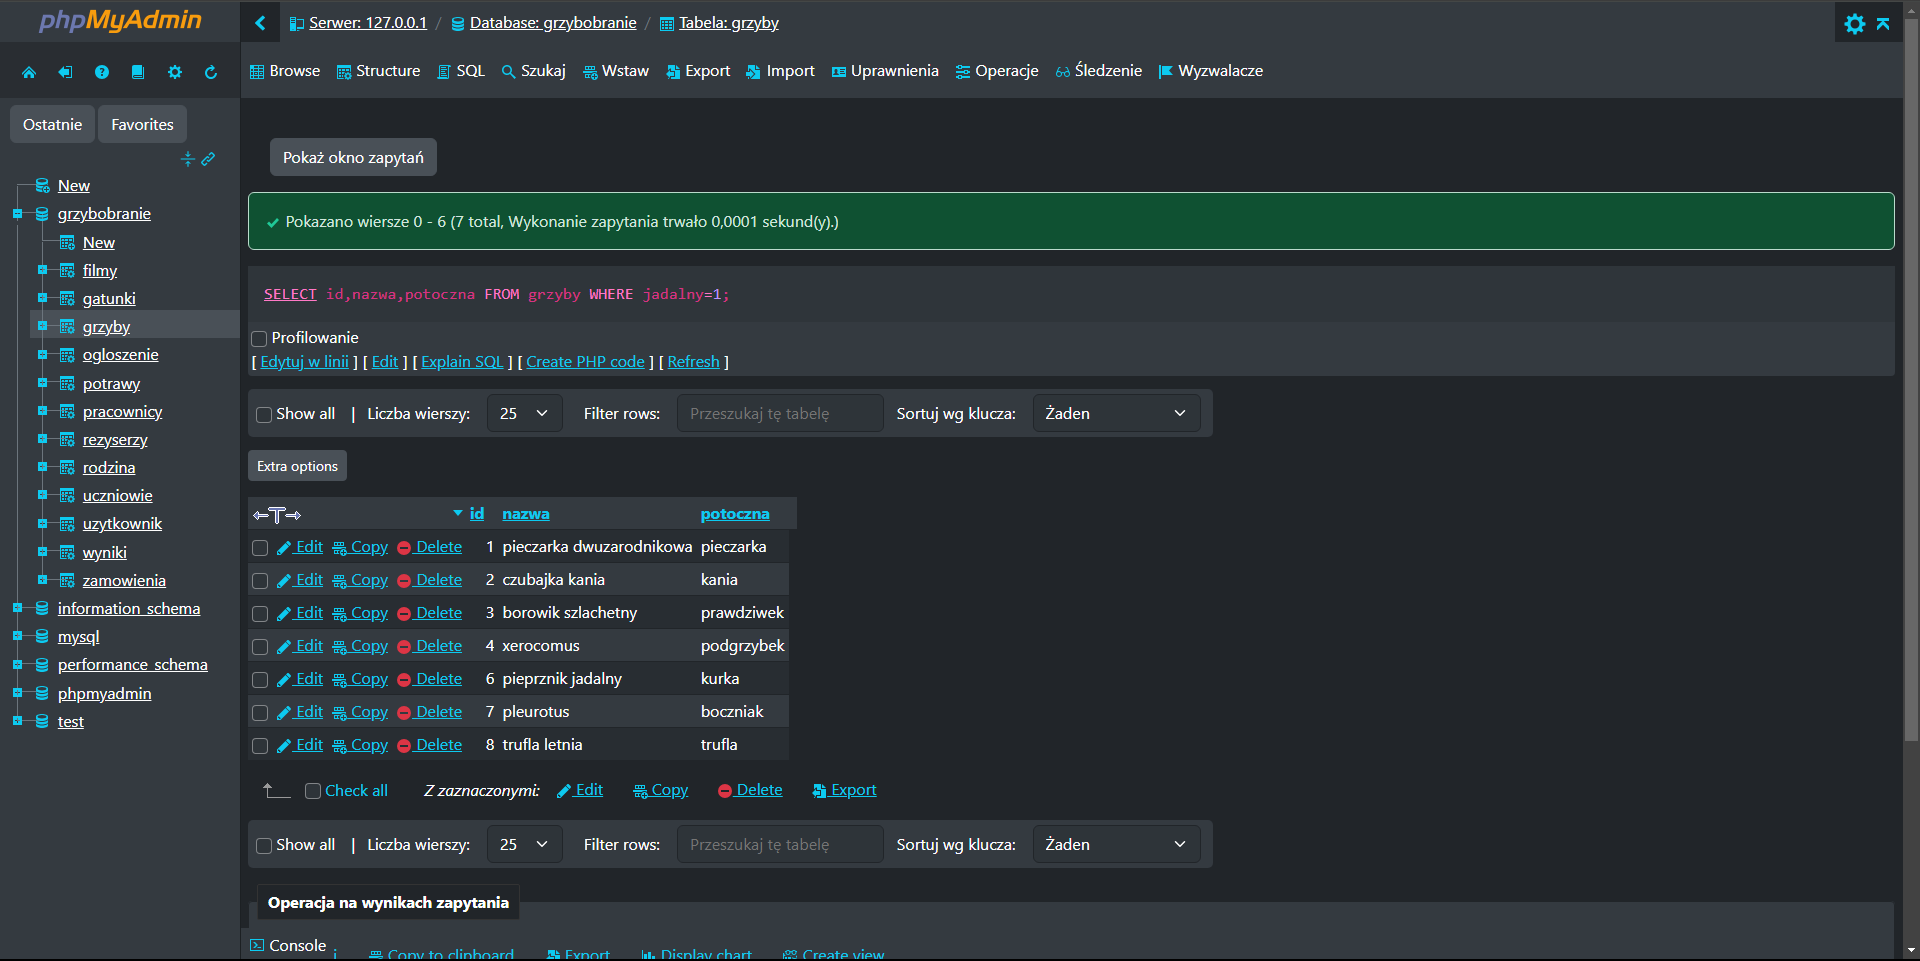 phpMyAdmin
Ostatnie Favorites
New
grzybobranie
New
filmy
gatunki
grzyby
ogloszenie
potrawy
pracownicy
rezyserzy
rodzina
uczniowie
uzytkownik
wyniki
zamowienia
information_schema
mysql
performance_schema
phpmyadmin
test
Serwer: 127.0.0.1 / Database: grzybobranie / Tabela: grzyby
Browse Structure SQL Szukaj Wstaw Export Import Uprawnienia Operacje Śledzenie Wyzwalacze
Pokaż okno zapytań
Pokazano wiersze 0 - 6 (7 total, Wykonanie zapytania trwało 0,0001 sekund(y).)
SELECT id,nazwa,potoczna FROM grzyby WHERE jadalny=1;
Profilowanie
[ Edytuj w linii ] [ Edit ] [ Explain SQL ] [ Create PHP code ] [ Refresh ]
Show all | Liczba wierszy: 25 Filter rows: Przeszukaj tę tabelę Sortuj wg klucza: Żaden
Extra options
id nazwa potoczna
Edit Copy Delete 1 pieczarka dwuzarodnikowa pieczarka
Edit Copy Delete 2 czubajka kania kania
Edit Copy Delete 3 borowik szlachetny prawdziwek
Edit Copy Delete 4 xerocomus podgrzybek
Edit Copy Delete 6 pieprznik jadalny kurka
Edit Copy Delete 7 pleurotus boczniak
Edit Copy Delete 8 trufla letnia trufla
Check all Z zaznaczonymi: Edit Copy Delete Export
Show all | Liczba wierszy: 25 Filter rows: Przeszukaj tę tabelę Sortuj wg klucza: Żaden
Operacja na wynikach zapytania
Console
Copy to clipboard Export Display chart Create view